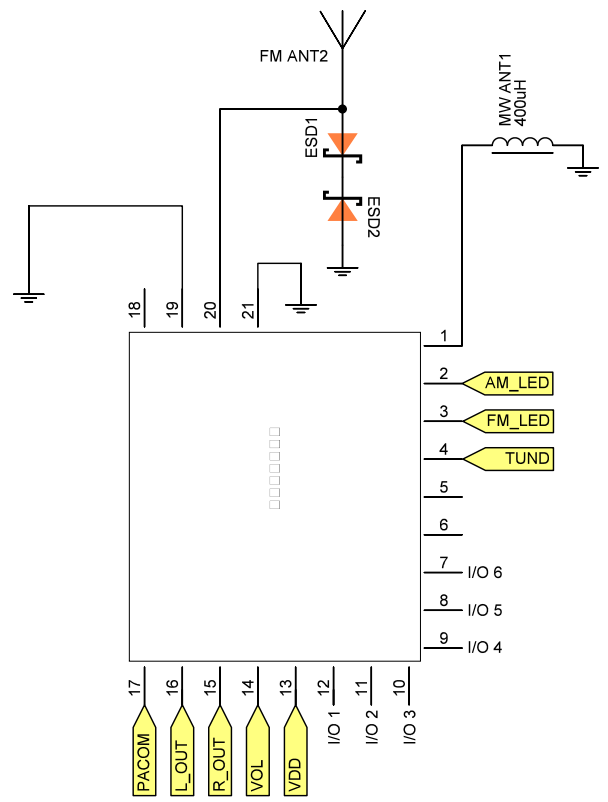 FM ANT2
MW ANT1
400uH
ESD1
ESD2
18
19
20
21
1
2
AM_LED
3
FM_LED
4
TUND
5
6
7
I/O 6
8
I/O 5
9
I/O 4
17
16
15
14
13
12
11
10
PACOM
L_OUT
R_OUT
VOL
VDD
I/O 1
I/O 2
I/O 3